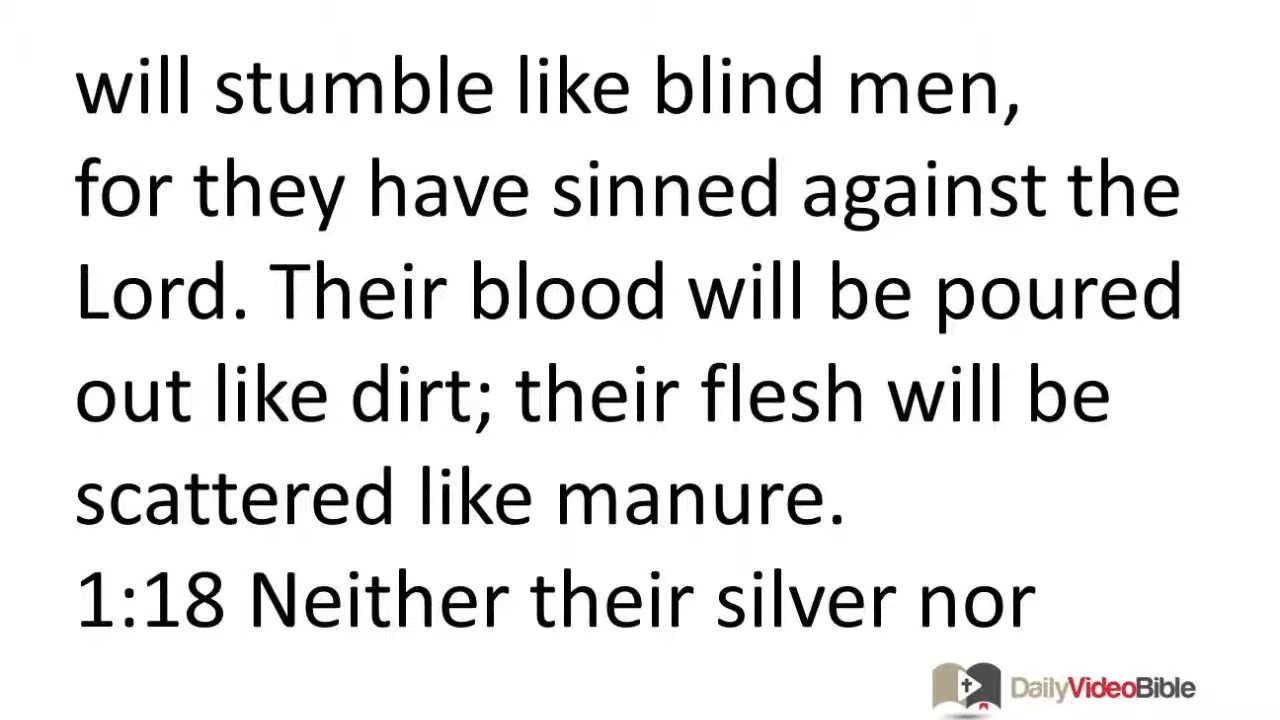 will stumble like blind men,
for they have sinned against the
Lord. Their blood will be poured
out like dirt; their flesh will be
scattered like manure.
1:18 Neither their silver nor
DailyVideoBible